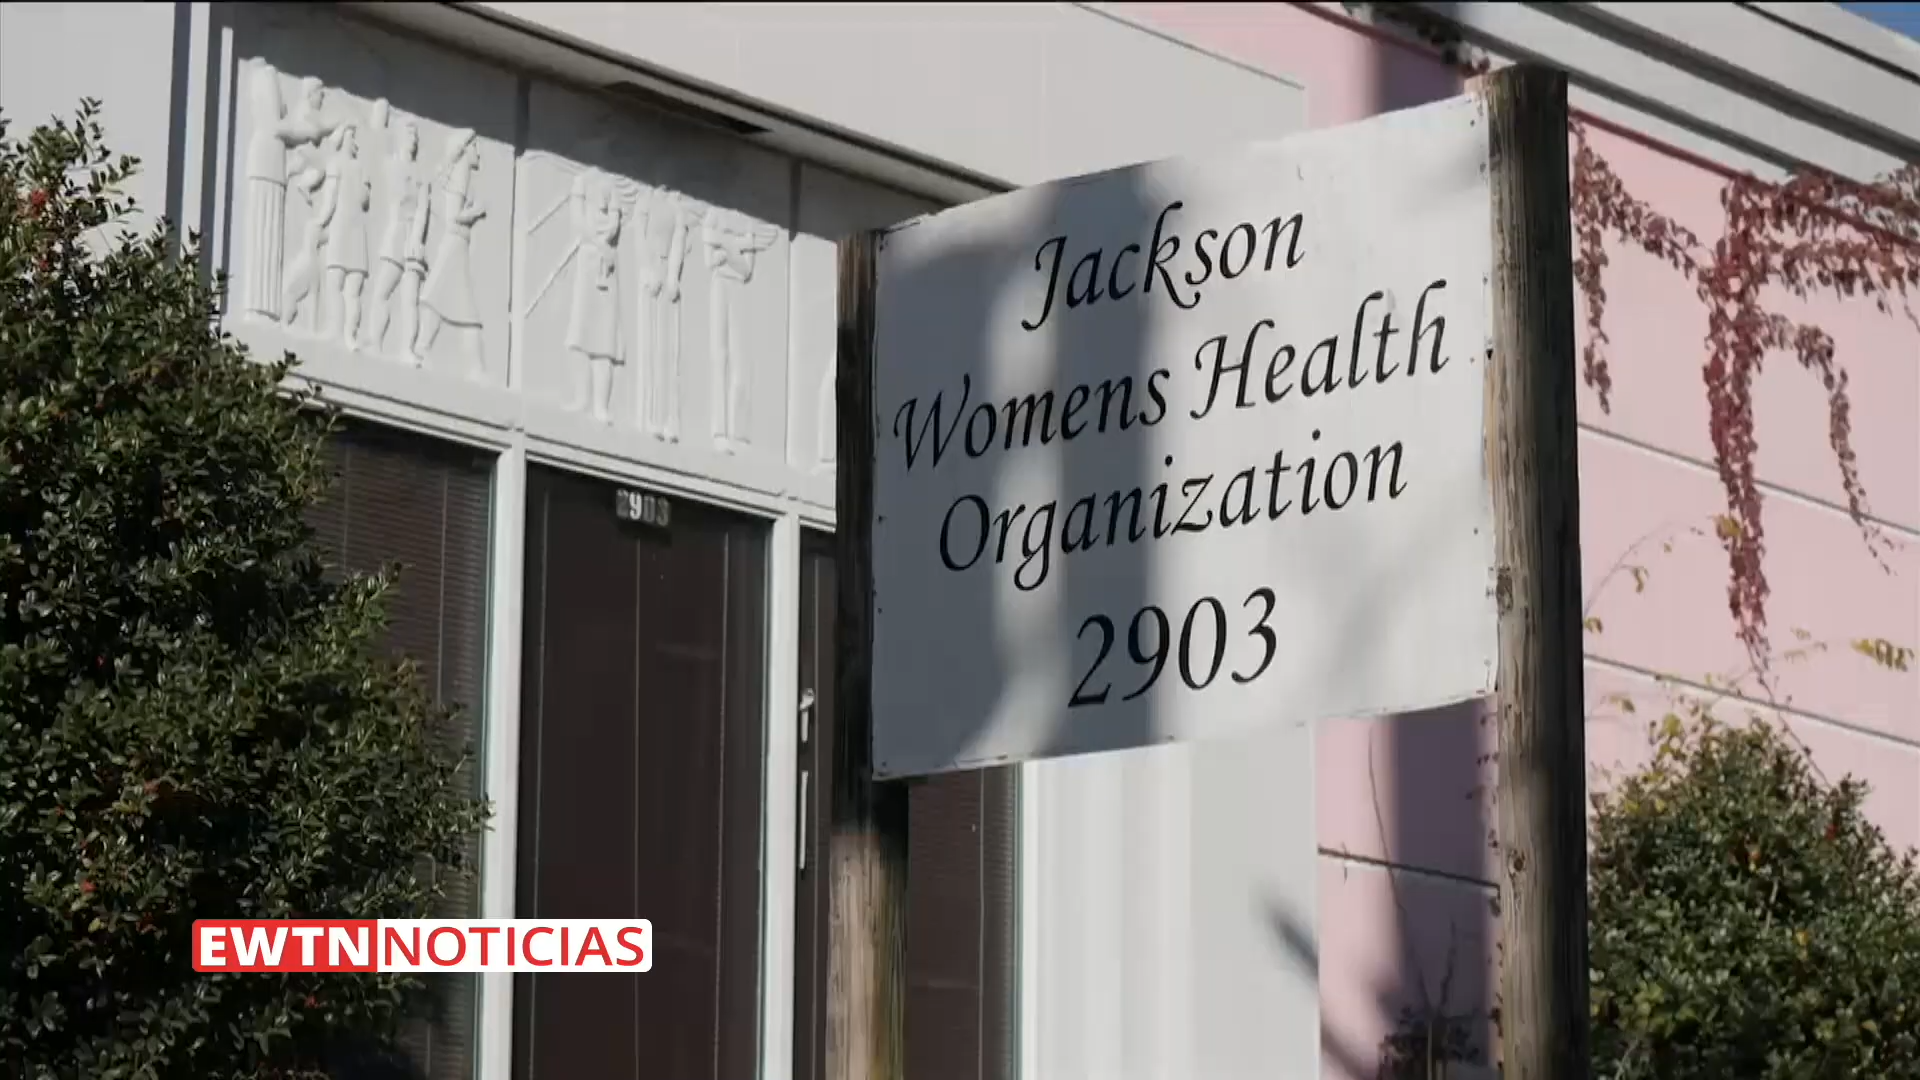 Jackson
Womens Health
Organization
2903
2903
EWTN NOTICIAS